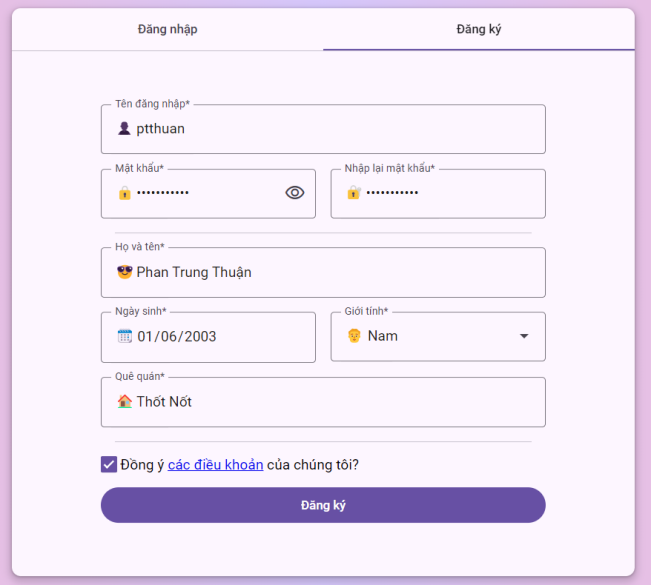 Đăng nhập Đăng ký
Tên đăng nhập*
ptthuan
Mật khẩu* Nhập lại mật khẩu*
••••••••••• •••••••••••
Họ và tên*
Phan Trung Thuận
Ngày sinh* Giới tính*
01/06/2003 Nam
Quê quán*
Thốt Nốt
Đồng ý các điều khoản của chúng tôi?
Đăng ký